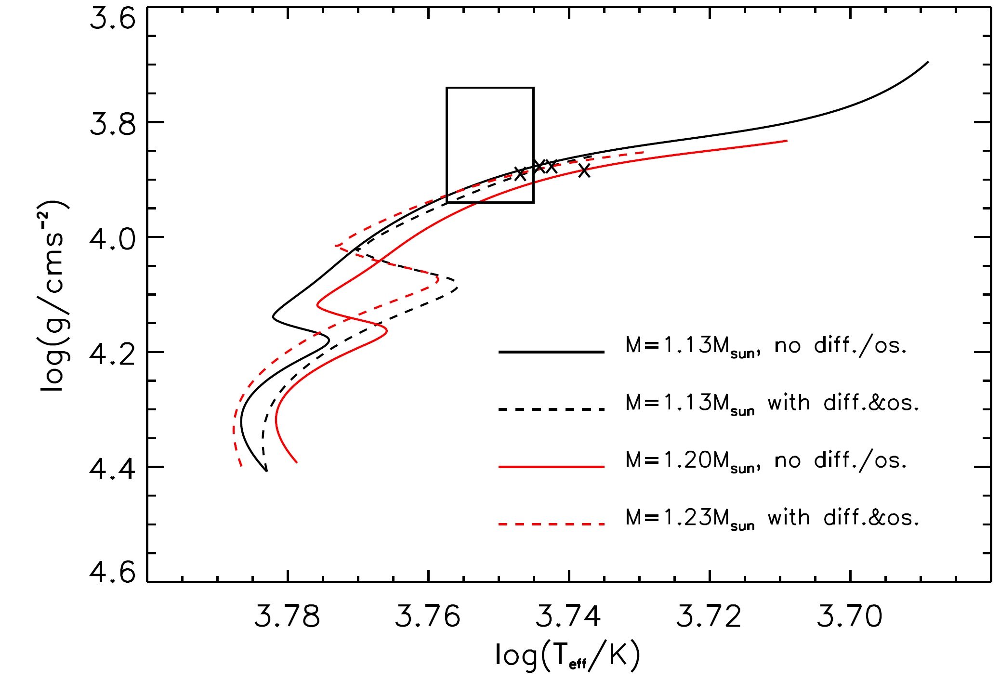 3.6
3.8
4.0
4.2
4.4
4.6
log(g/cms⁻²)
M=1.13Msun, no diff./os.
M=1.13Msun with diff.&os.
M=1.20Msun, no diff./os.
M=1.23Msun with diff.&os.
3.78 3.76 3.74 3.72 3.70
log(Teff/K)